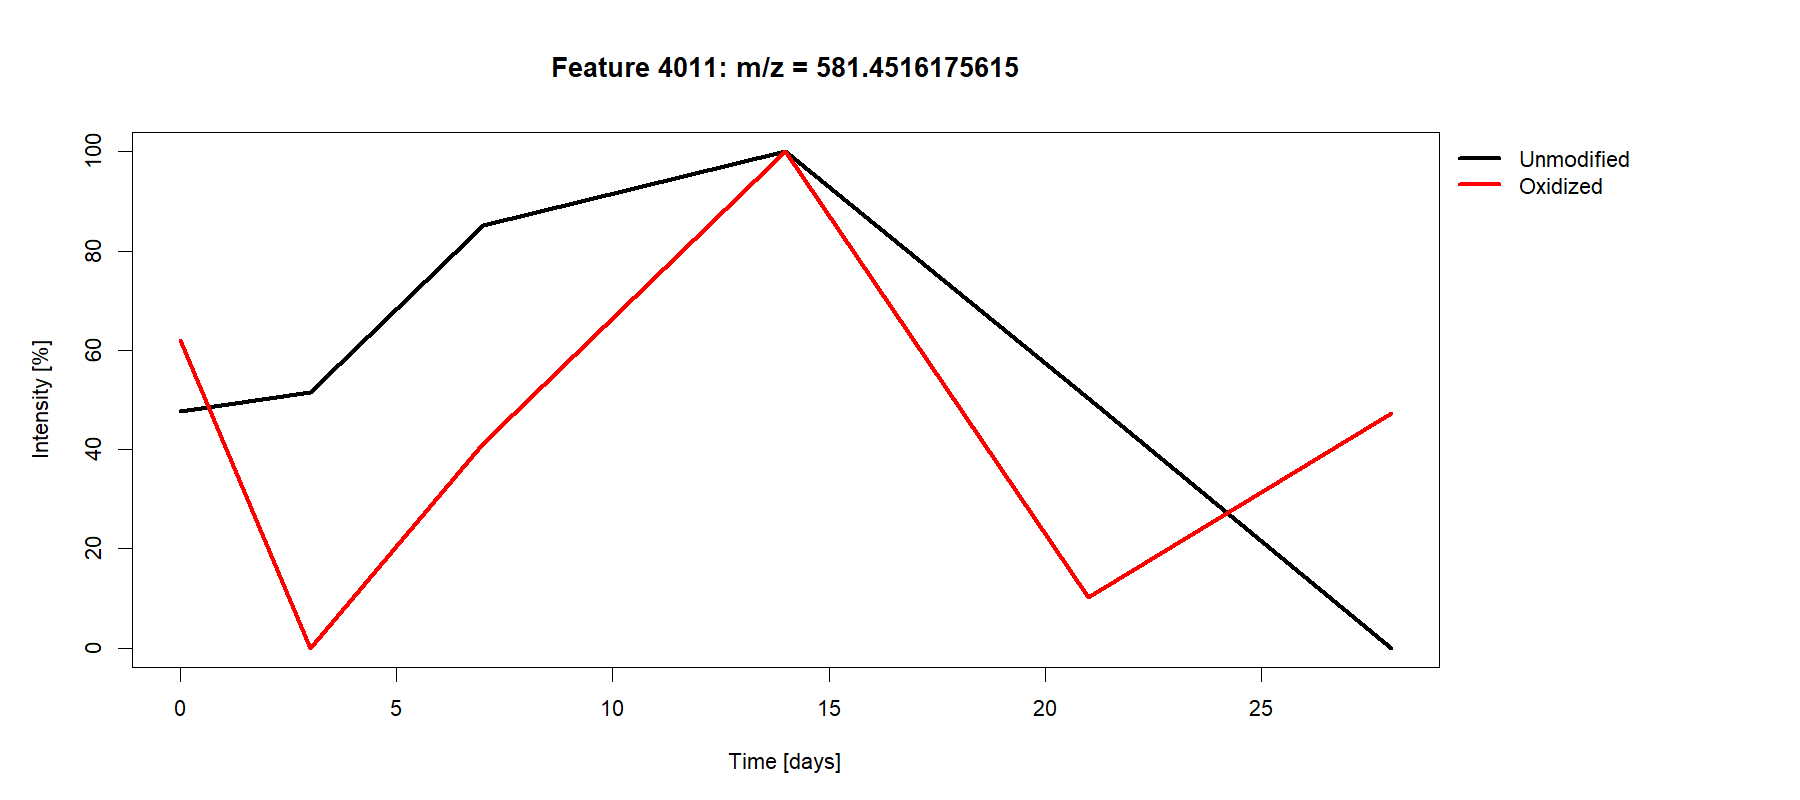 Feature 4011: m/z = 581.4516175615
Unmodified
Oxidized
Intensity [%]
100
80
60
40
20
0
0 5 10 15 20 25
Time [days]